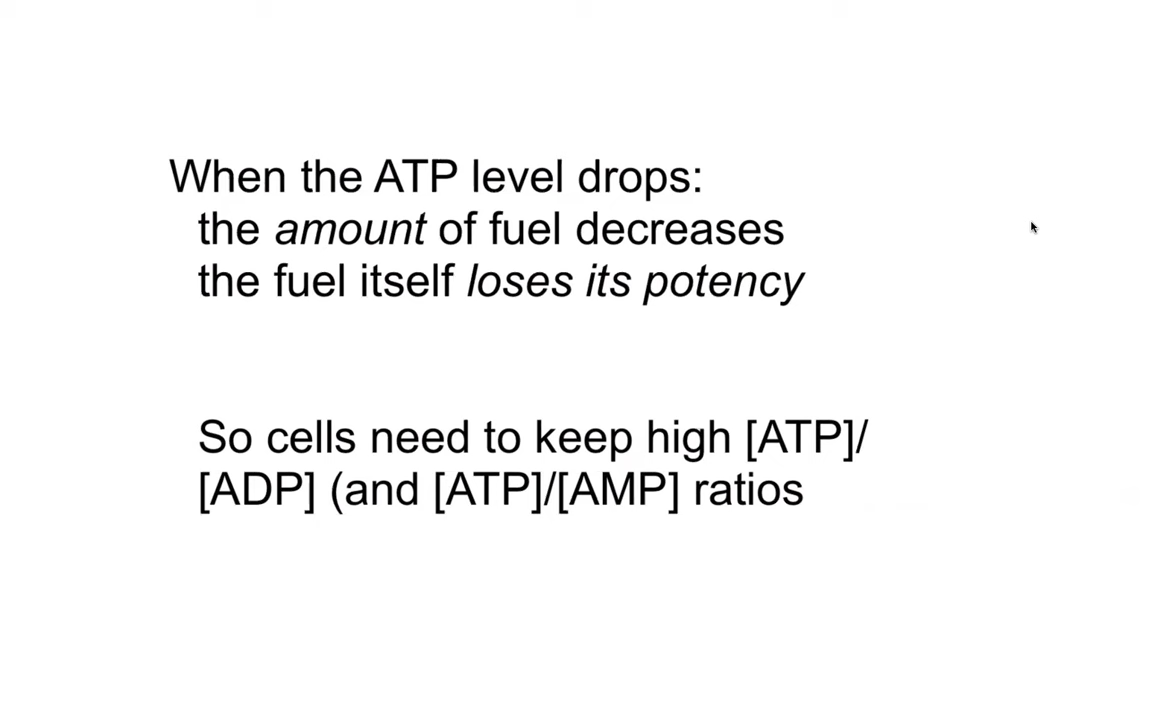 When the ATP level drops:
the amount of fuel decreases
the fuel itself loses its potency
So cells need to keep high [ATP]/
[ADP] (and [ATP]/[AMP] ratios